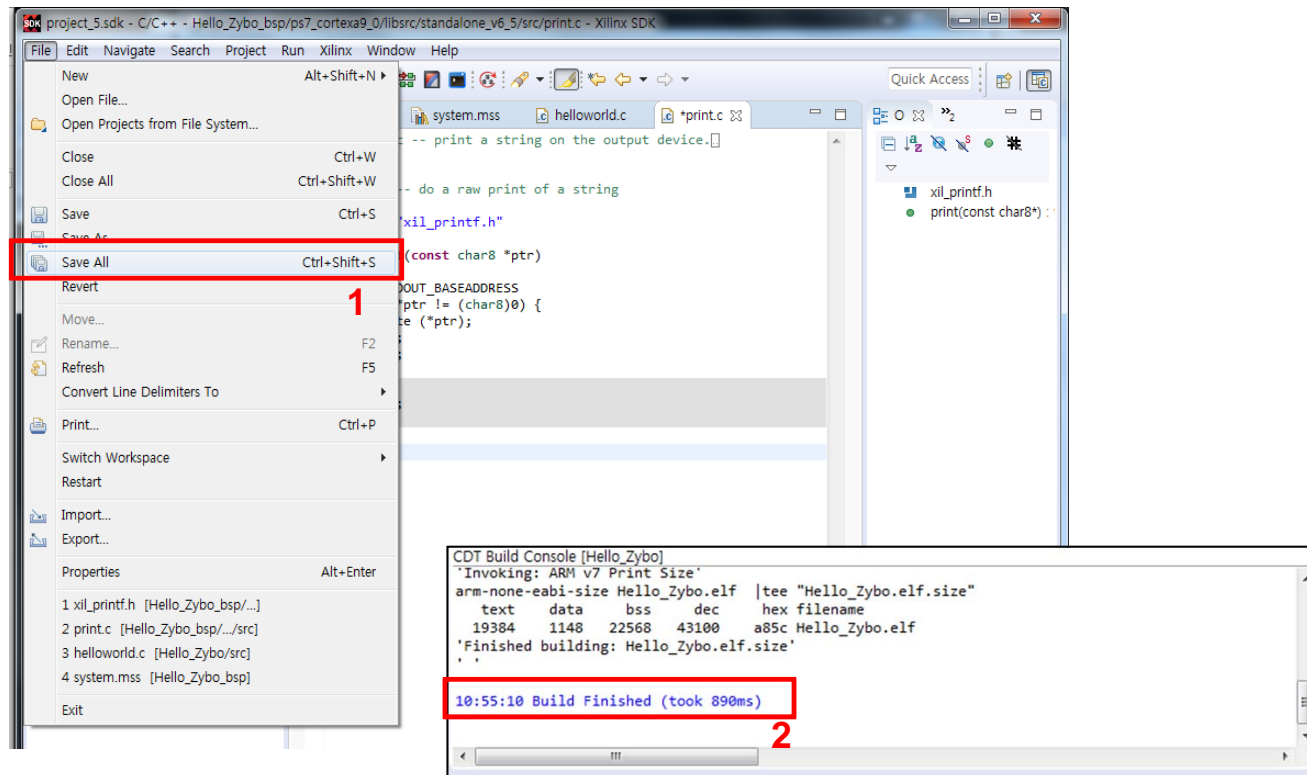 SDK project_5.sdk - C/C++ - Hello_Zybo_bsp/ps7_cortexa9_0/libsrc/standalone_v6_5/src/print.c - Xilinx SDK
File Edit Navigate Search Project Run Xilinx Window Help
New Alt+Shift+N
Open File...
Open Projects from File System...
Close Ctrl+W
Close All Ctrl+Shift+W
Save Ctrl+S
Save As
Save All Ctrl+Shift+S
Revert
1
Move...
Rename... F2
Refresh F5
Convert Line Delimiters To
Print... Ctrl+P
Switch Workspace
Restart
Import...
Export...
Properties Alt+Enter
1 xil_printf.h [Hello_Zybo_bsp/...]
2 print.c [Hello_Zybo_bsp/.../src]
3 helloworld.c [Hello_Zybo/src]
4 system.mss [Hello_Zybo_bsp]
Exit
Quick Access
system.mss helloworld.c *print.c
-- print a string on the output device.
-- do a raw print of a string
"xil_printf.h"
(const char8 *ptr)
OUT_BASEADDRESS
*ptr != (char8)0) {
te (*ptr);
O
»2
xil_printf.h
print(const char8*) :
CDT Build Console [Hello_Zybo]
'Invoking: ARM v7 Print Size'
arm-none-eabi-size Hello_Zybo.elf |tee "Hello_Zybo.elf.size"
text data bss dec hex filename
19384 1148 22568 43100 a85c Hello_Zybo.elf
'Finished building: Hello_Zybo.elf.size'
' '
10:55:10 Build Finished (took 890ms)
2